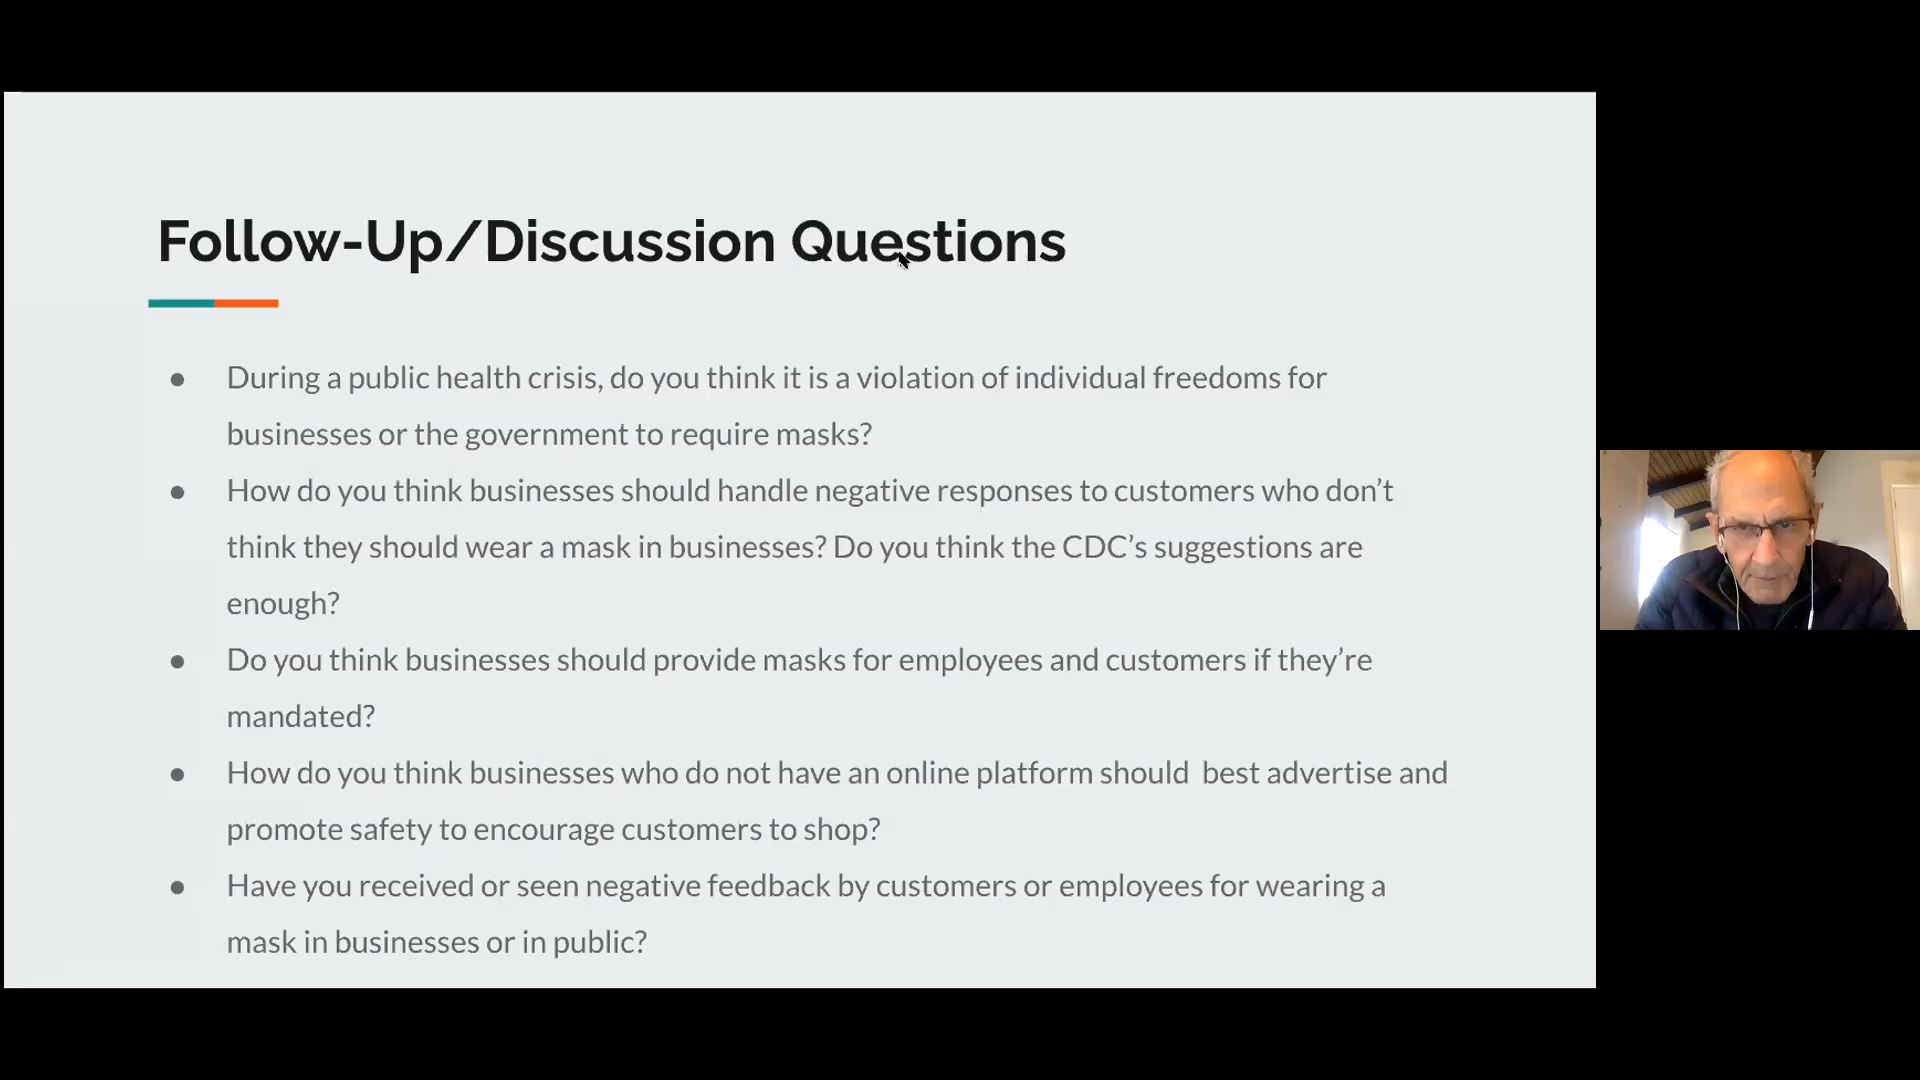 Follow-Up/Discussion Questions
● During a public health crisis, do you think it is a violation of individual freedoms for
businesses or the government to require masks?
● How do you think businesses should handle negative responses to customers who don’t
think they should wear a mask in businesses? Do you think the CDC’s suggestions are
enough?
● Do you think businesses should provide masks for employees and customers if they’re
mandated?
● How do you think businesses who do not have an online platform should  best advertise and
promote safety to encourage customers to shop?
● Have you received or seen negative feedback by customers or employees for wearing a
mask in businesses or in public?